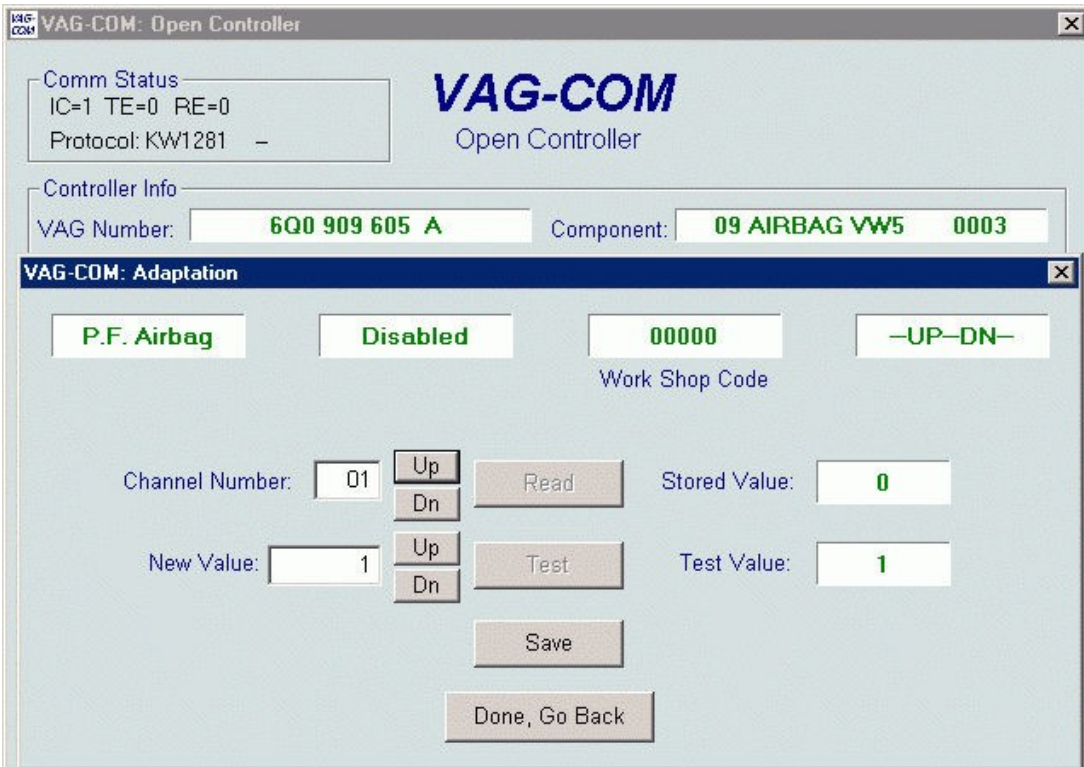 VAG-COM VAG-COM: Open Controller
Comm Status
IC=1 TE=0 RE=0
Protocol: KW1281 –
VAG-COM
Open Controller
Controller Info
VAG Number: 6Q0 909 605 A Component: 09 AIRBAG VW5 0003
VAG-COM: Adaptation
P.F. Airbag Disabled 00000 –UP–DN–
Work Shop Code
Channel Number: 01 Up Dn Read Stored Value: 0
New Value: 1 Up Dn Test Test Value: 1
Save
Done, Go Back